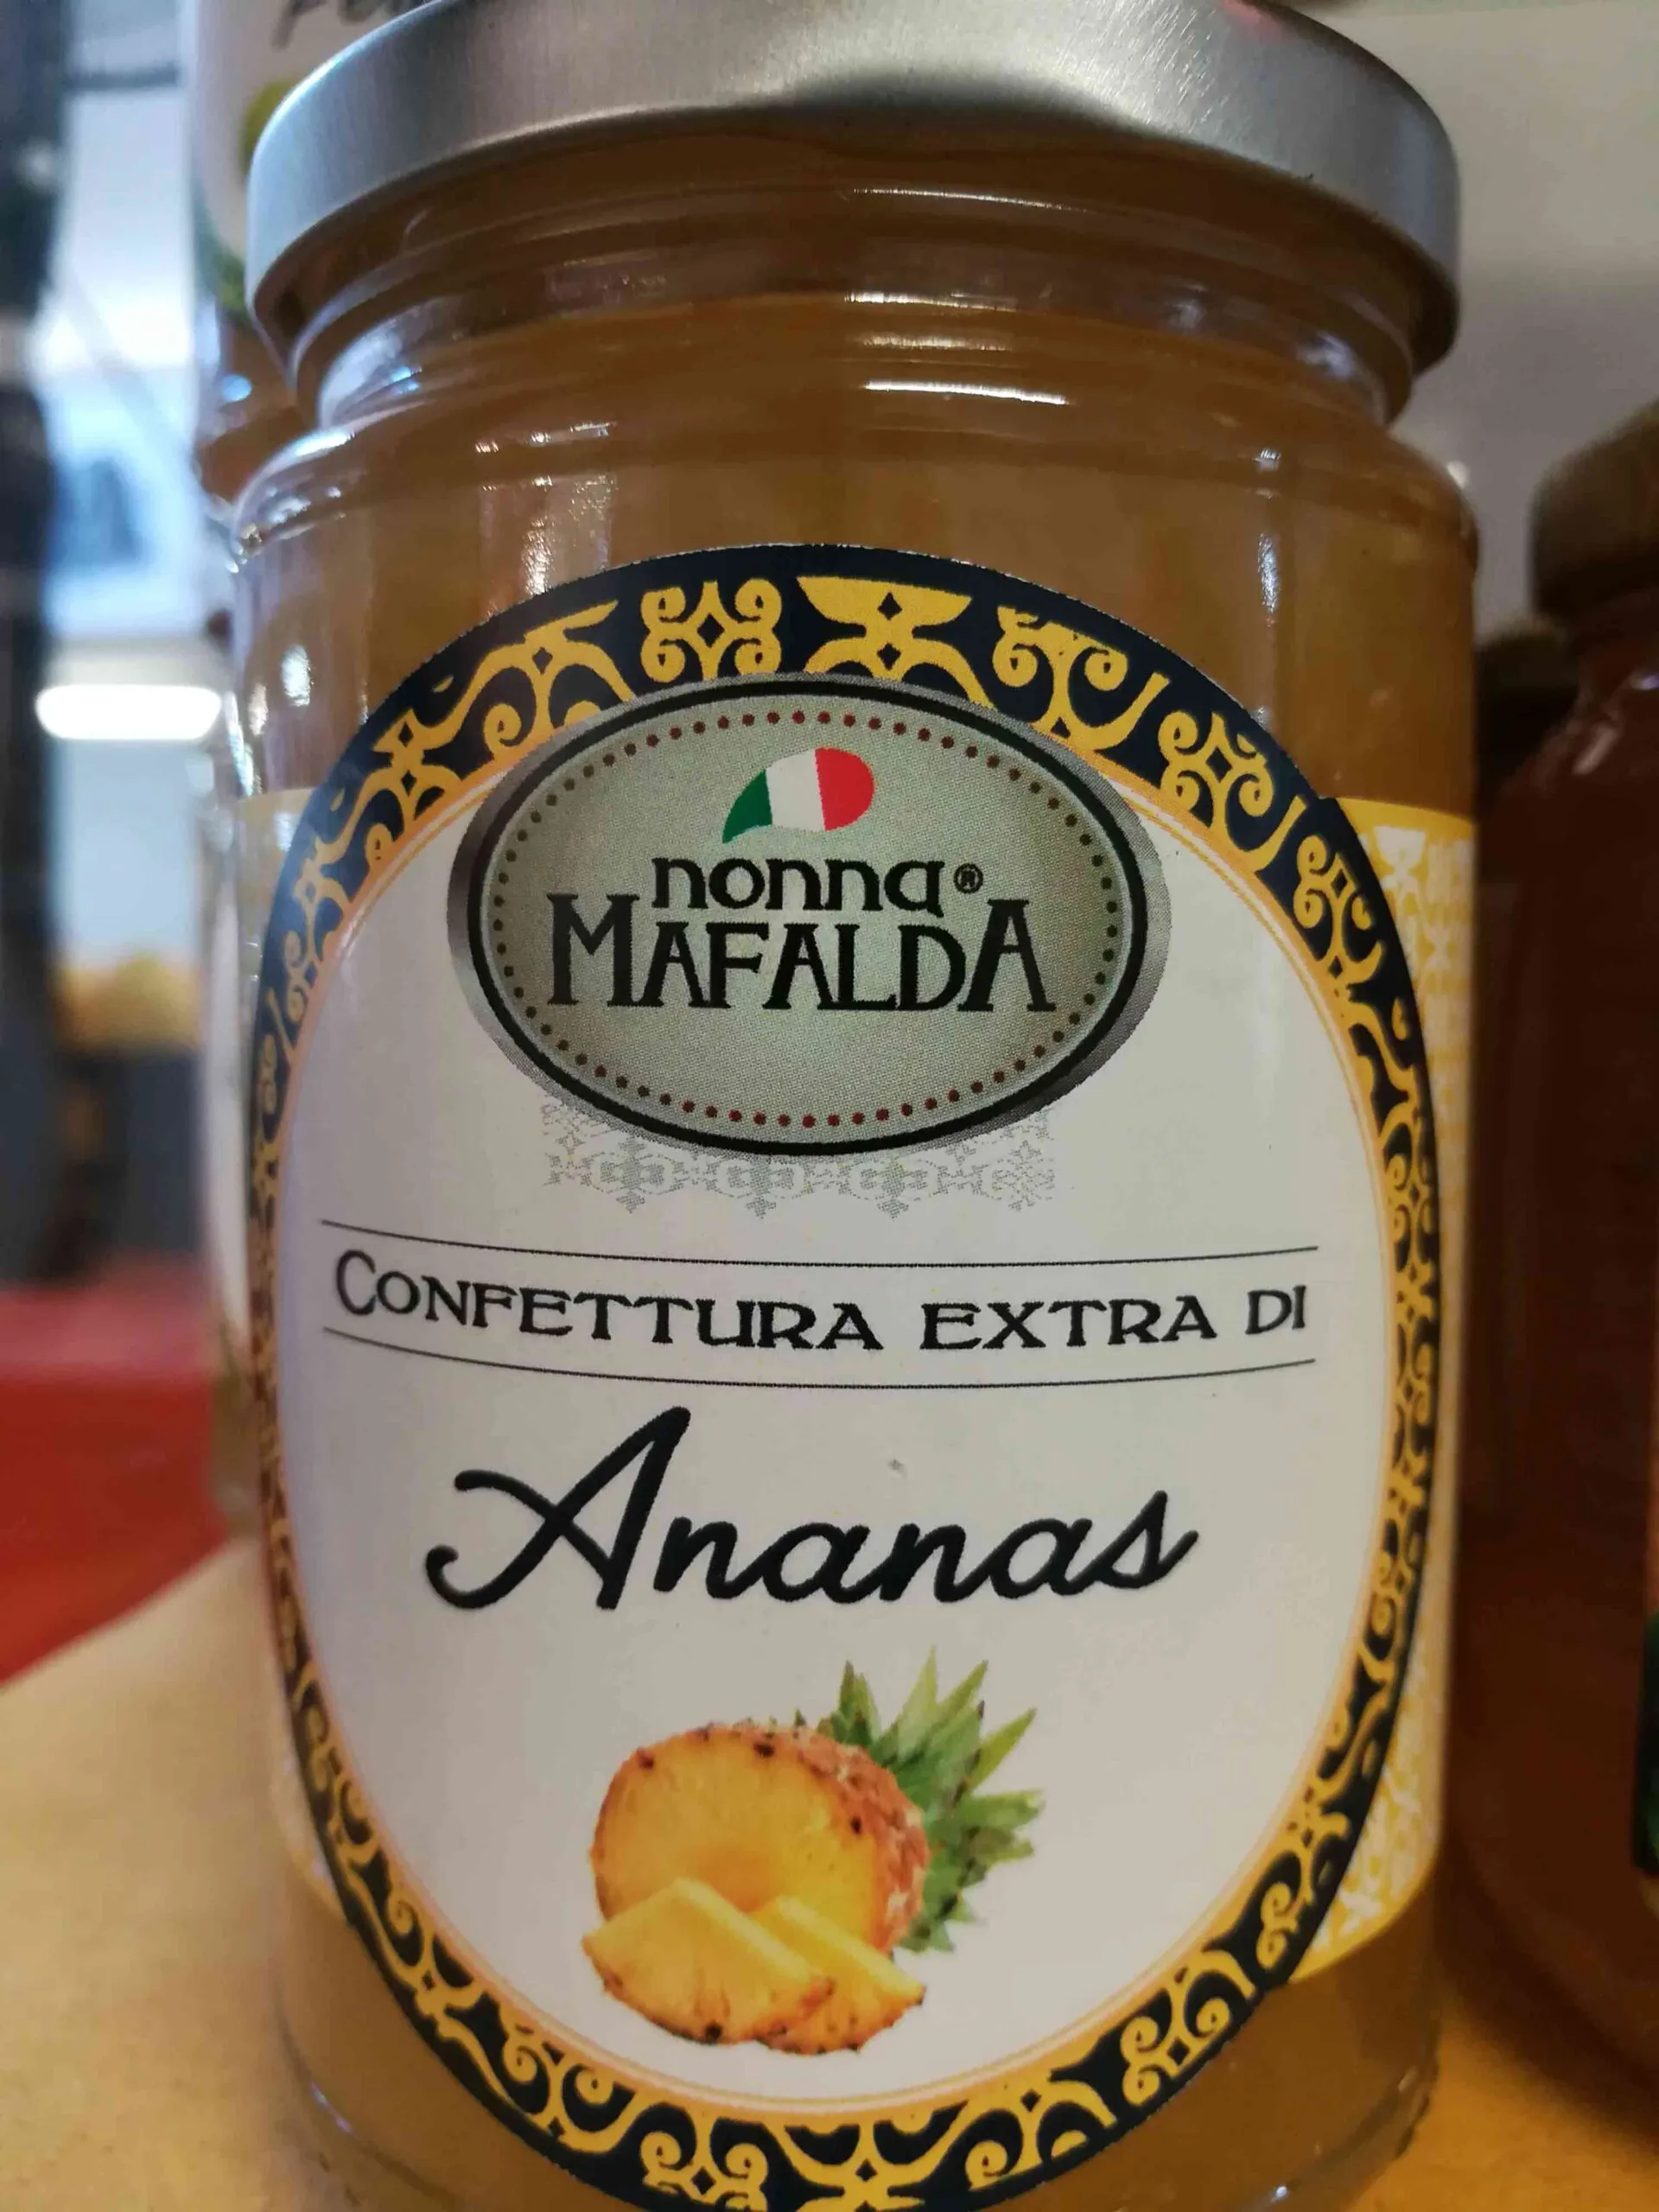 nonna®
MAFALDA
CONFETTURA EXTRA DI
Ananas